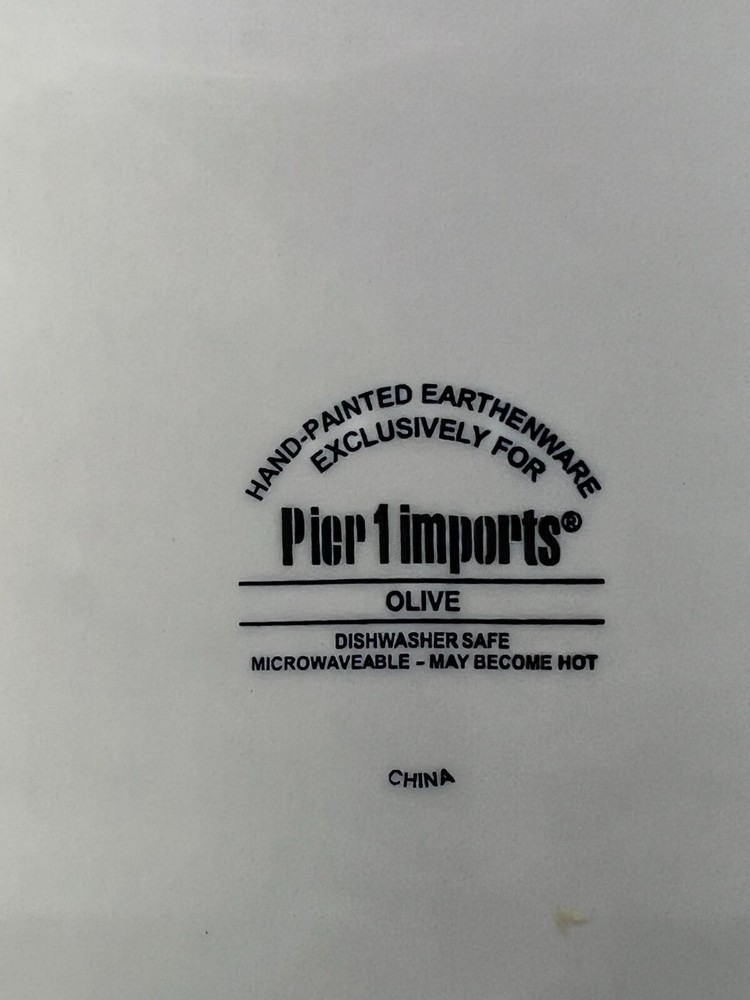 HAND-PAINTED EARTHENWARE
EXCLUSIVELY FOR
Pier 1 imports®
OLIVE
DISHWASHER SAFE
MICROWAVEABLE - MAY BECOME HOT
CHINA